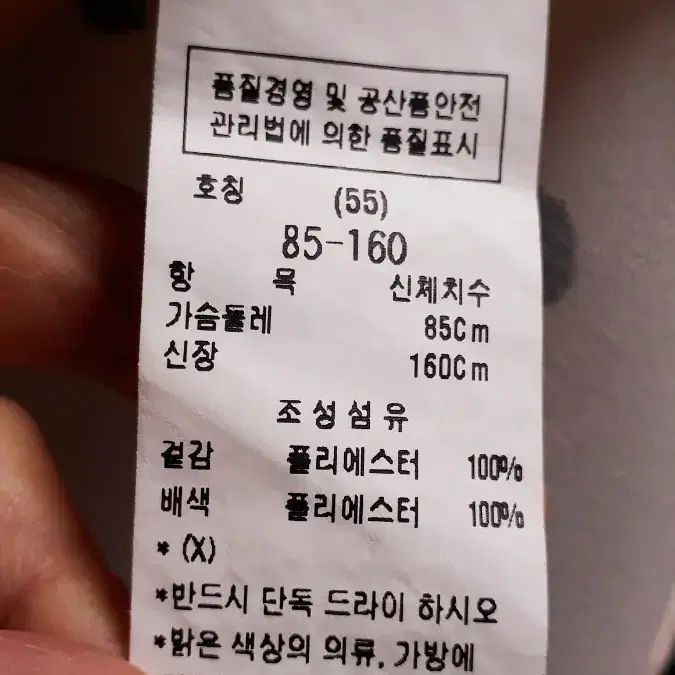 품질경영 및 공산품안전
관리법에 의한 품질표시
호칭 (55)
85-160
항 목 신체치수
가슴둘레 85Cm
신장 160Cm
조성섬유
겉감 폴리에스터 100%
배색 폴리에스터 100%
* (X)
*반드시 단독 드라이 하시오
*밝은 색상의 의류, 가방에